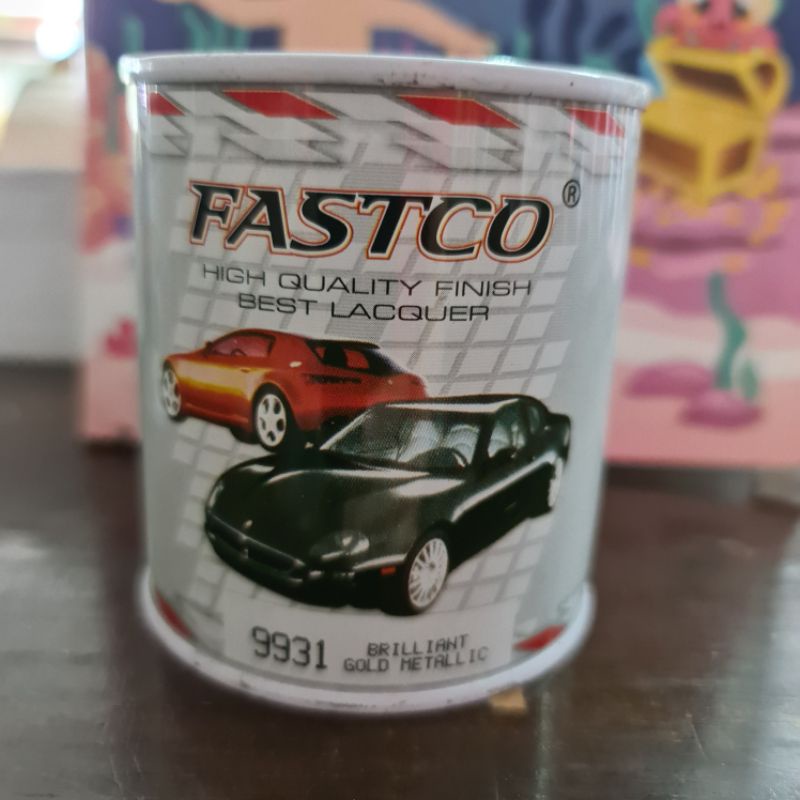 FASTCO®
HIGH QUALITY FINISH
BEST LACQUER
9931 BRILLIANT
GOLD METALLIC